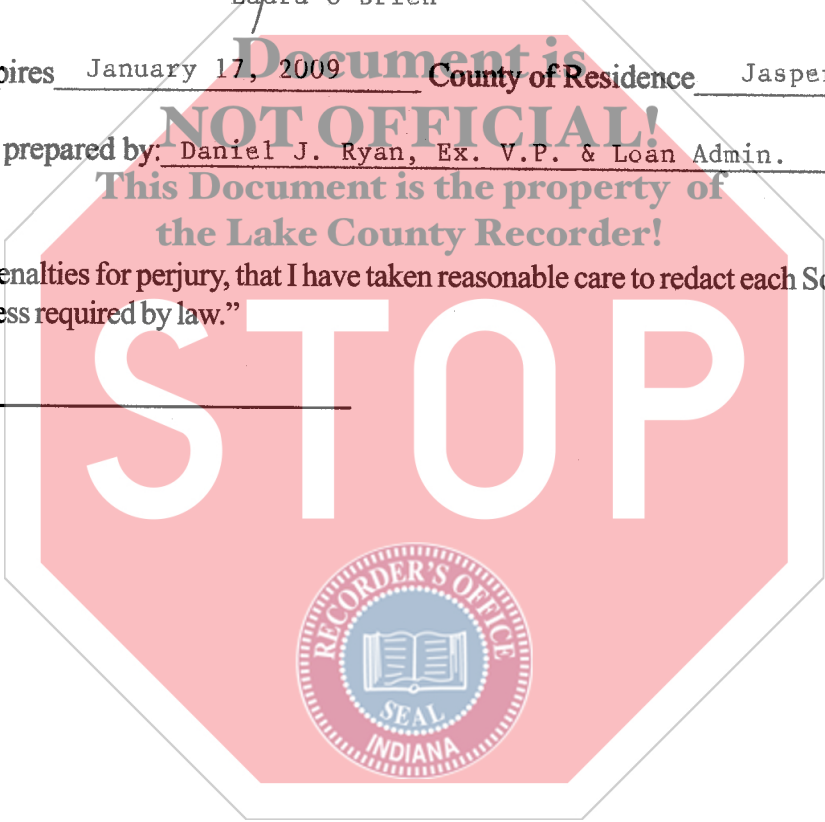 Laura O'Brien
pires January 17, 2009 County of Residence Jasper
Document is
NOT OFFICIAL!
prepared by: Daniel J. Ryan, Ex. V.P. & Loan Admin.
This Document is the property of
the Lake County Recorder!
enalties for perjury, that I have taken reasonable care to redact each So
ess required by law.”
STOP
RECORDER'S OFFICE
SEAL
INDIANA